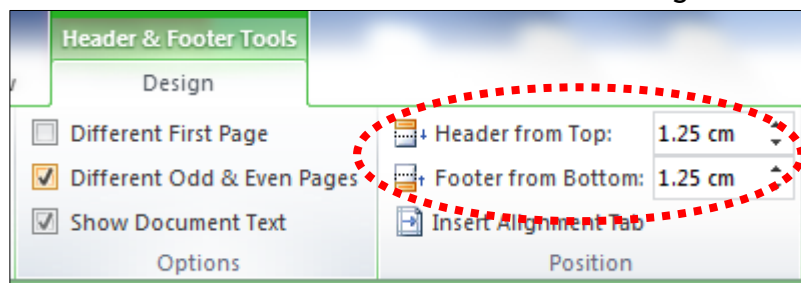 Header & Footer Tools
Design
Different First Page
Different Odd & Even Pages
Show Document Text
Options
Header from Top: 1.25 cm
Footer from Bottom: 1.25 cm
Insert Alignment Tab
Position